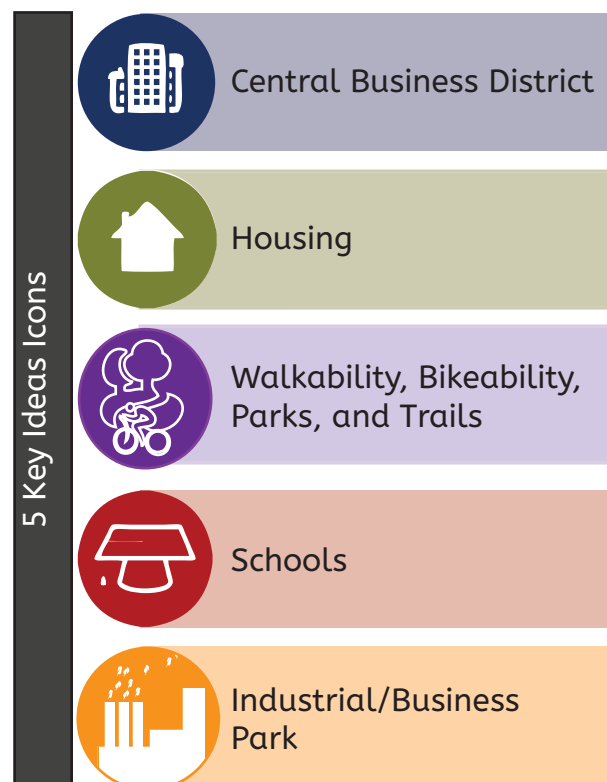 5 Key Ideas Icons
Central Business District
Housing
Walkability, Bikeability,
Parks, and Trails
Schools
Industrial/Business
Park